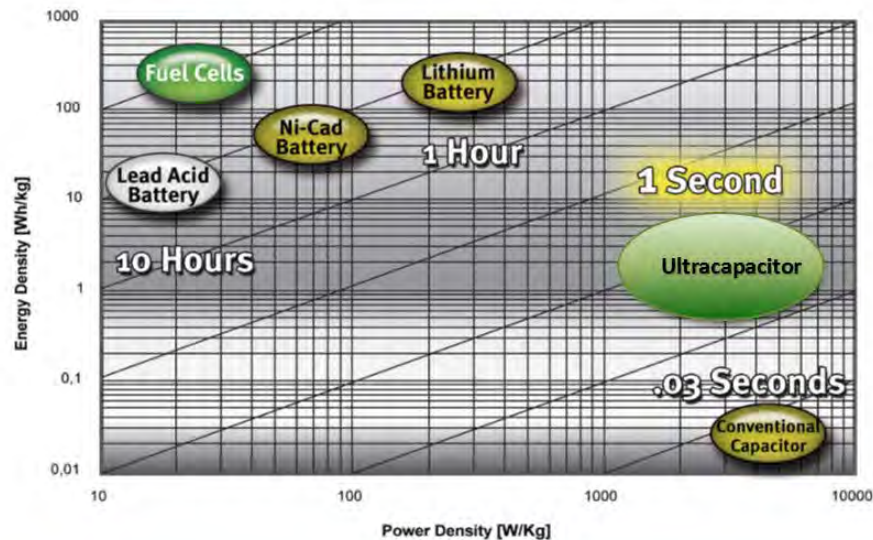 1000
100
10
1
0,1
0,01
Energy Density [Wh/kg]
Fuel Cells
Lithium
Battery
Ni-Cad
Battery
1 Hour
Lead Acid
Battery
1 Second
10 Hours
Ultracapacitor
.03 Seconds
Conventional
Capacitor
10
100
1000
10000
Power Density [W/Kg]